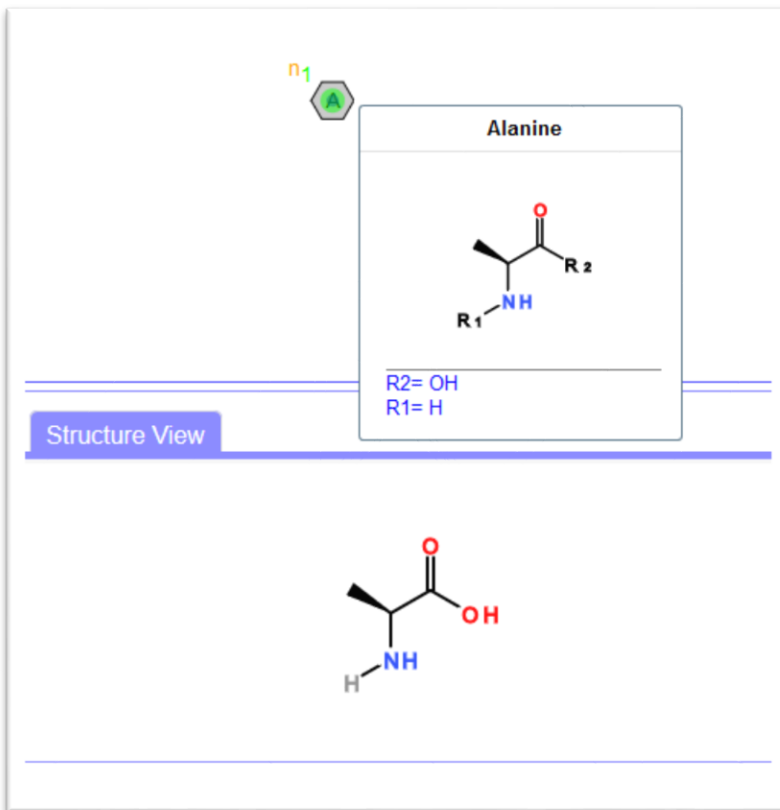 n1
A
Alanine
O
R2
NH
R1
R2= OH
R1= H
Structure View
O
OH
NH
H